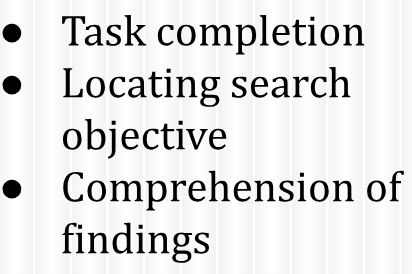 ● Task completion
● Locating search
objective
● Comprehension of
findings